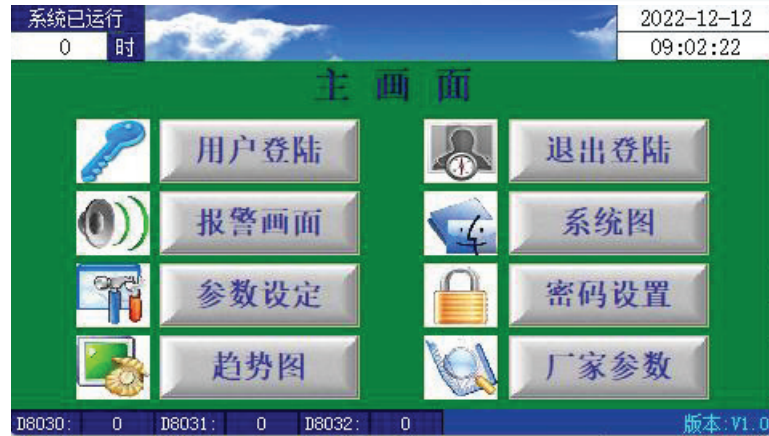 系统已运行 2022-12-12
0 时 09:02:22
主画面
用户登陆 退出登陆
报警画面 系统图
参数设定 密码设置
趋势图 厂家参数
D8030: 0 D8031: 0 D8032: 0 版本:V1.0